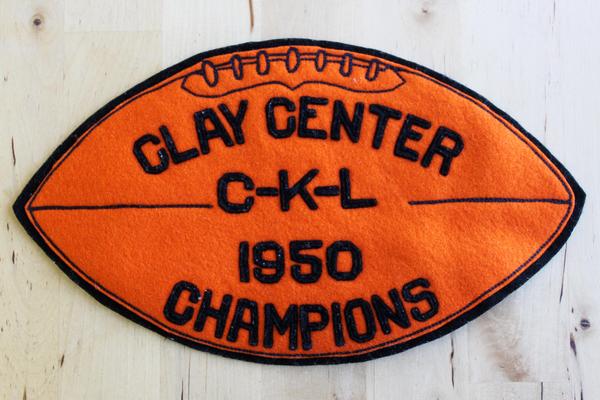 CLAY CENTER
C-K-L
1950
CHAMPIONS